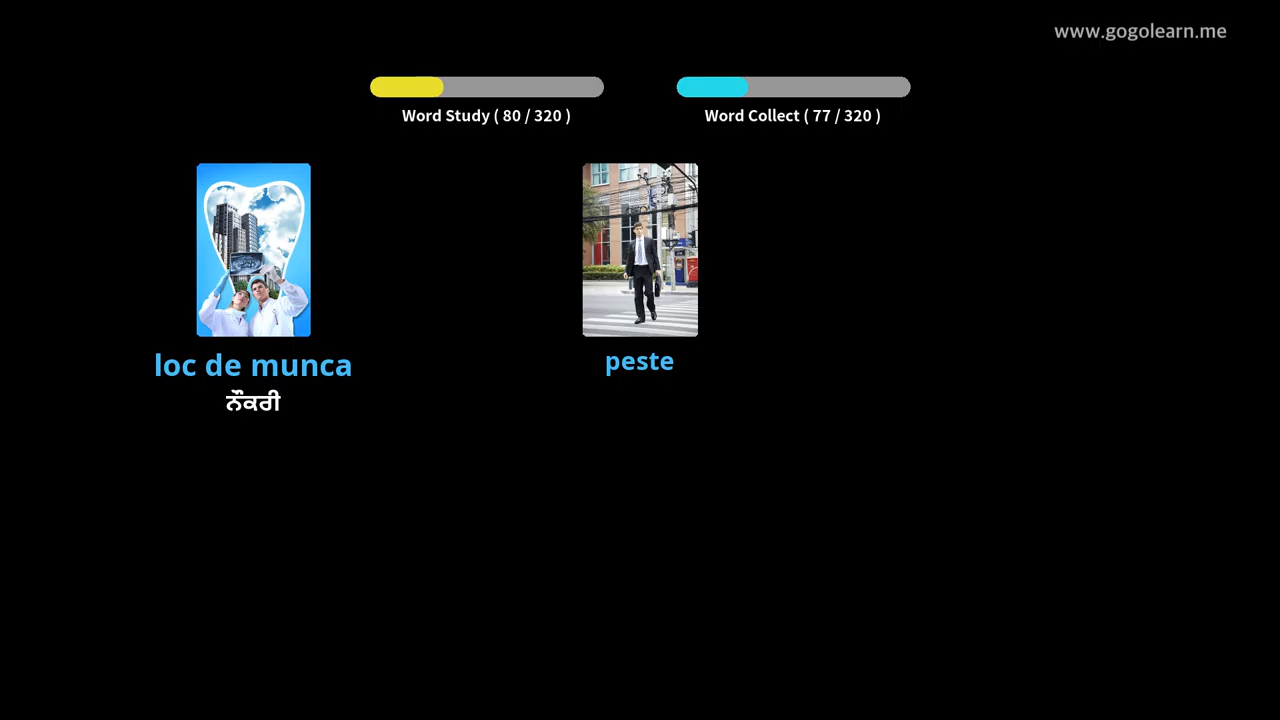 www.gogolearn.me
Word Study ( 80 / 320 )
Word Collect ( 77 / 320 )
loc de munca
peste
ਨੌਕਰੀ